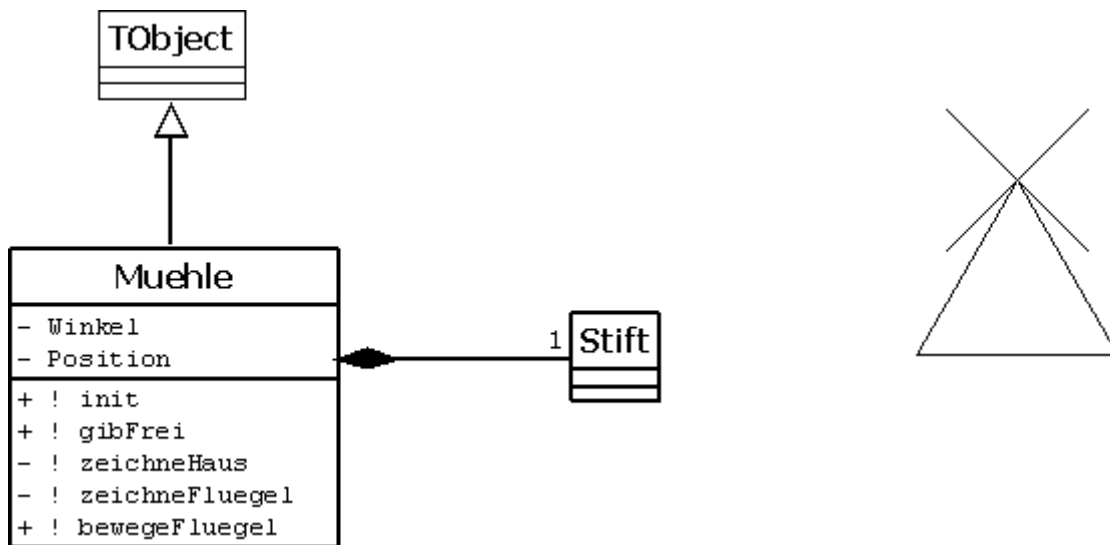 TObject
Muehle
- Winkel
- Position
+ ! init
+ ! gibFrei
- ! zeichneHaus
- ! zeichneFluegel
+ ! bewegeFluegel
1
Stift